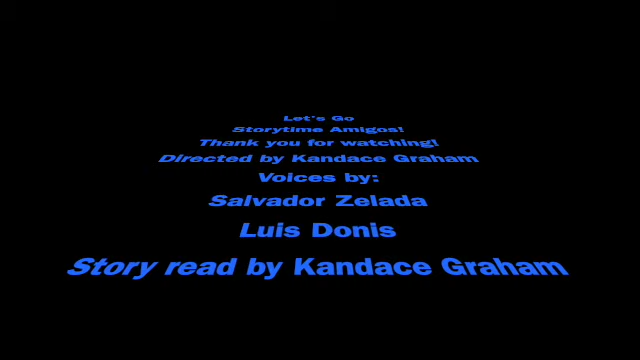 Let's Go
Storytime Amigos!
Thank you for watching!
Directed by Kandace Graham
Voices by:
Salvador Zelada
Luis Donis
Story read by Kandace Graham